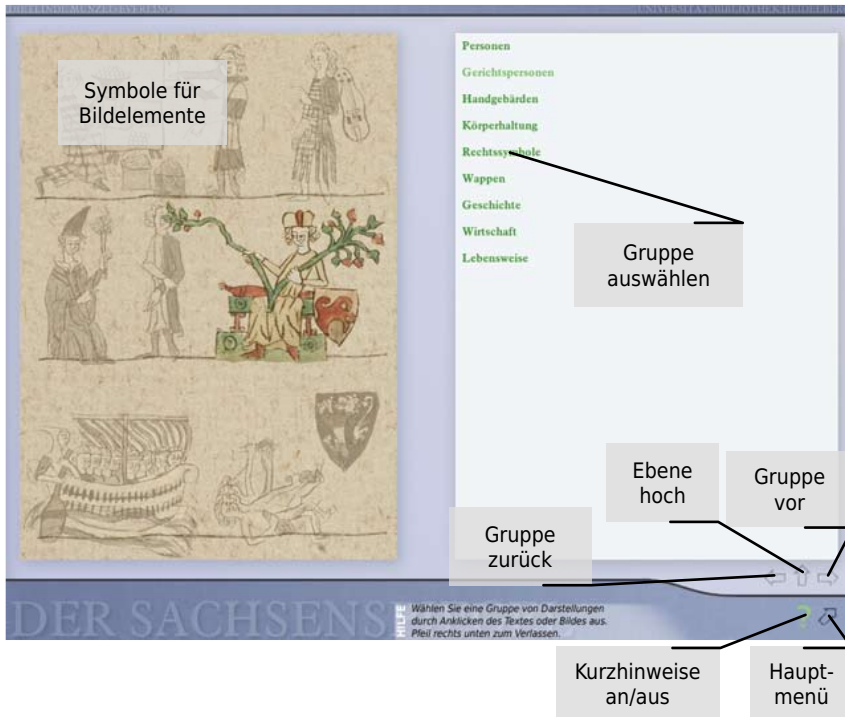 UNIVERSITÄTSBIBLIOTHEK HEIDELBERG
Symbole für
Bildelemente
Personen
Gerichtspersonen
Handgebärden
Körperhaltung
Rechtssymbole
Wappen
Geschichte
Wirtschaft
Lebensweise
Gruppe
auswählen
Ebene
hoch
Gruppe
vor
Gruppe
zurück
DER SACHSENS
HILFE
Wählen Sie eine Gruppe von Darstellungen
durch Anklicken des Textes oder Bildes aus.
Pfeil rechts unten zum Verlassen.
?
Kurzhinweise
an/aus
Haupt-
menü